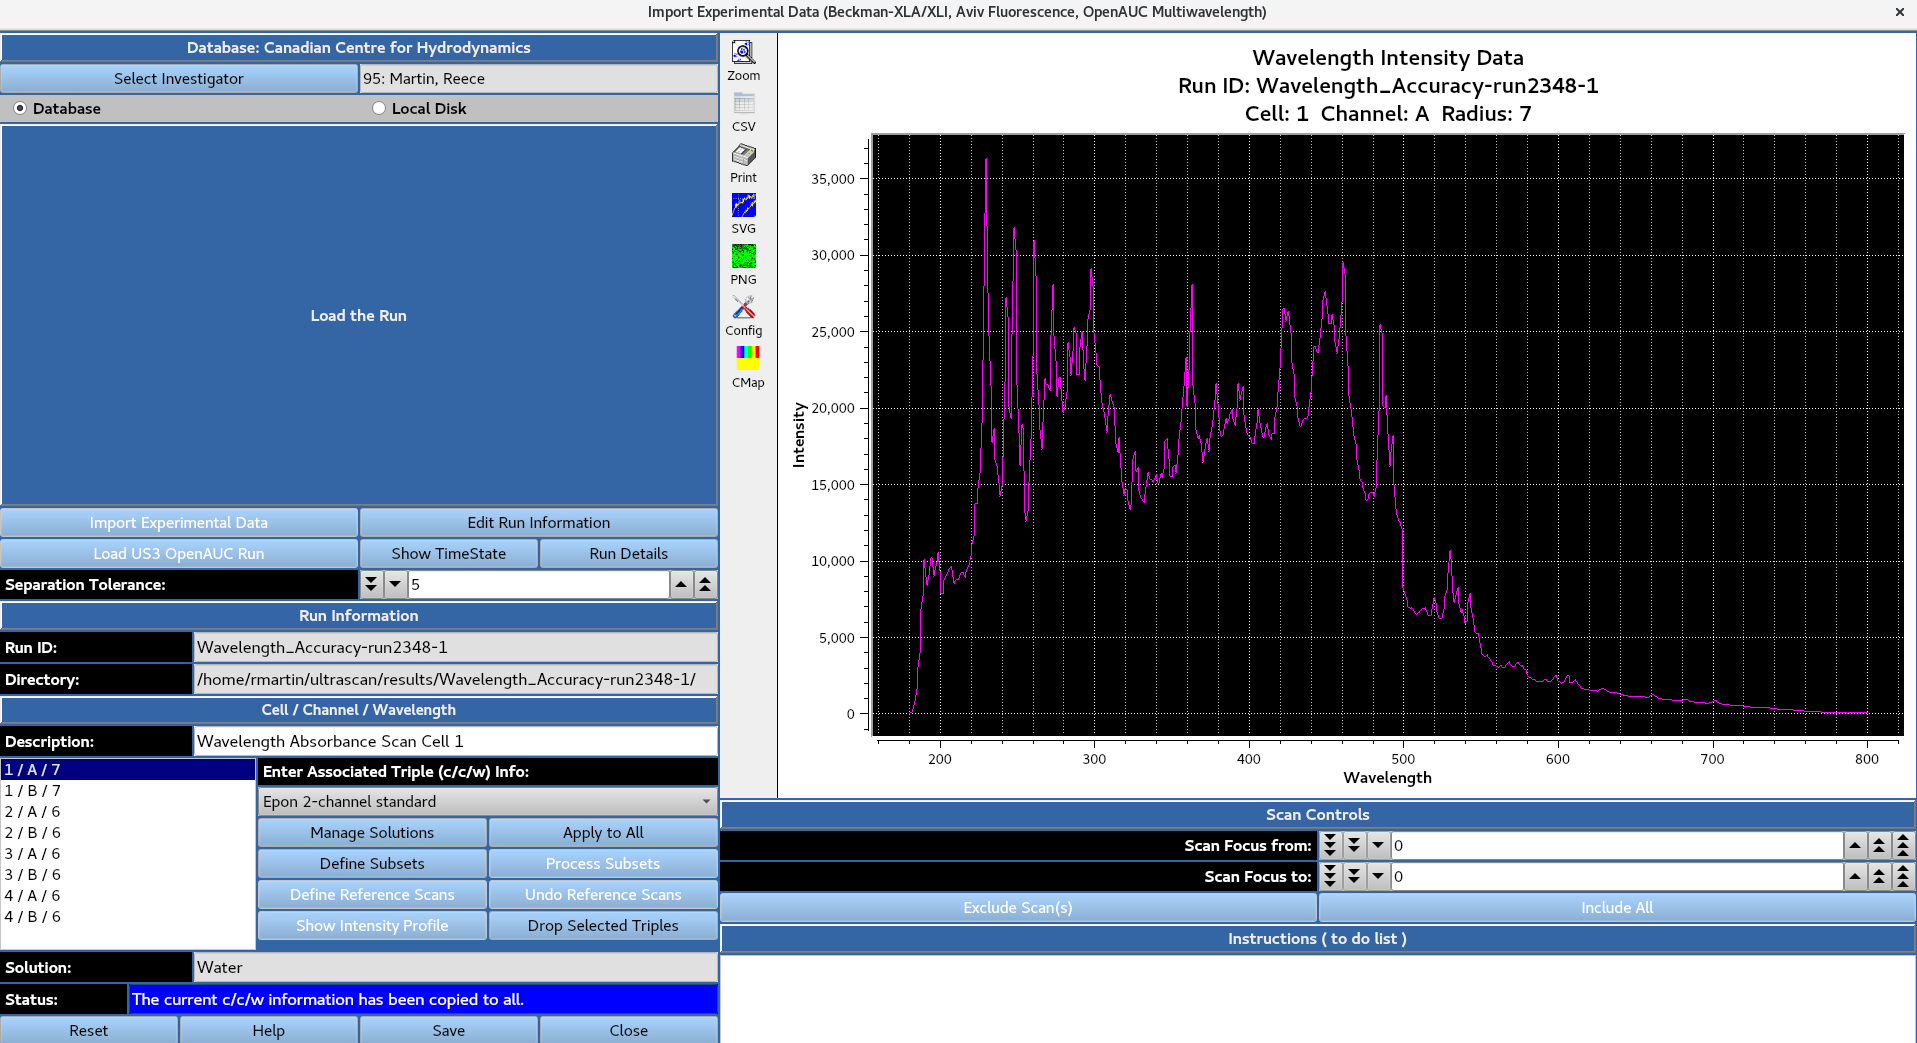 Import Experimental Data (Beckman-XLA/XLI, Aviv Fluorescence, OpenAUC Multiwavelength)
Database: Canadian Centre for Hydrodynamics
Select Investigator
95: Martin, Reece
Database
Local Disk
Load the Run
Import Experimental Data
Edit Run Information
Load US3 OpenAUC Run
Show TimeState
Run Details
Separation Tolerance:
5
Run Information
Run ID:
Wavelength_Accuracy-run2348-1
Directory:
/home/rmartin/ultrascan/results/Wavelength_Accuracy-run2348-1/
Cell / Channel / Wavelength
Description:
Wavelength Absorbance Scan Cell 1
1 / A / 7
1 / B / 7
2 / A / 6
2 / B / 6
3 / A / 6
3 / B / 6
4 / A / 6
4 / B / 6
Enter Associated Triple (c/c/w) Info:
Epon 2-channel standard
Manage Solutions
Apply to All
Define Subsets
Process Subsets
Define Reference Scans
Undo Reference Scans
Show Intensity Profile
Drop Selected Triples
Solution:
Water
Status:
The current c/c/w information has been copied to all.
Reset
Help
Save
Close
Zoom
CSV
Print
SVG
PNG
Config
CMap
Wavelength Intensity Data
Run ID: Wavelength_Accuracy-run2348-1
Cell: 1 Channel: A Radius: 7
Intensity
35,000
30,000
25,000
20,000
15,000
10,000
5,000
0
200
300
400
500
600
700
800
Wavelength
Scan Controls
Scan Focus from:
0
Scan Focus to:
0
Exclude Scan(s)
Include All
Instructions ( to do list )